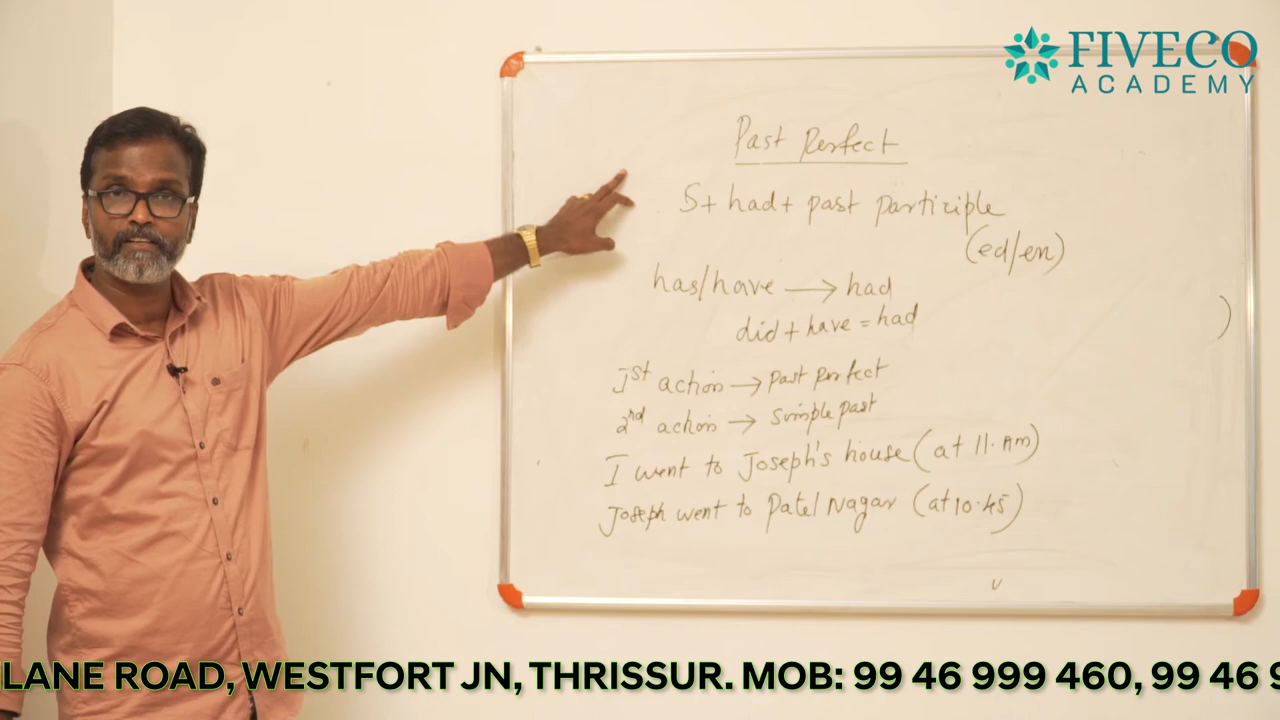 FIVECO
ACADEMY
Past Perfect
S+ had+ past participle
(ed/en)
has/have → had
did + have = had
)
1st action → Past Perfect
2nd action → Simple past
I went to Joseph's house (at 11. AM)
Joseph went to Patel Nagar (at 10.45)
LANE ROAD, WESTFORT JN, THRISSUR. MOB: 99 46 999 460, 99 46 9